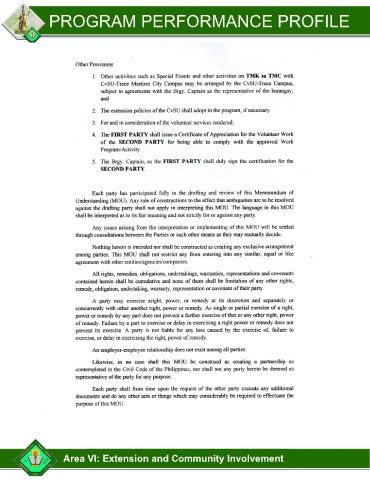 PROGRAM PERFORMANCE PROFILE
Other Provisions
1. Other activities such as Special Events and other activities on TMK sa TMC with
CvSU-Trece Martires City Campus may be arranged by the CvSU-Trece Campus,
subject to agreements with the Brgy. Captain as the representative of the barangay;
and
2. The extension policies of the CvSU shall adopt in the program, if necessary.
3. For and in consideration of the volunteer services rendered:
4. The FIRST PARTY shall issue a Certificate of Appreciation for the Volunteer Work
of the SECOND PARTY for being able to comply with the approved Work
Program/Activity
5. The Brgy. Captain, as the FIRST PARTY shall duly sign the certification for the
SECOND PARTY.
Each party has participated fully in the drafting and review of this Memorandum of
Understanding (MOU). Any rule of constructions to the effect that ambiguities are to be resolved
against the drafting party shall not apply in interpreting this MOU. The language in this MOU
shall be interpreted as to its fair meaning and not strictly for or against any party.
Any issues arising from the interpretation or implementing of this MOU will be settled
through consultations between the Parties or such other means as they may mutually decide.
Nothing herein is intended nor shall be constructed as creating any exclusive arrangement
among parties. This MOU shall not restrict any from entering into any similar, equal or like
agreement with other entities/agencies/companies.
All rights, remedies, obligations, undertakings, warranties, representations and covenants
contained herein shall be cumulative and none of them shall be limitation of any other rights,
remedy, obligation, undertaking, warranty, representation or covenant of their party.
A party may exercise aright, power, or remedy at its discretion and separately or
concurrently with other another right, power or remedy. As single or partial exercise of a right,
power or remedy by any part does not prevent a further exercise of that or any other right, power
of remedy. Failure by a part to exercise or delay in exercising a right power or remedy does not
prevent its exercise. A party is not liable for any loss caused by the exercise of, failure to
exercise, or delay in exercising the right, power of remedy.
An employer-employee relationship does not exist among all parties.
Likewise, in no case shall this MOU be construed as creating a partnership as
contemplated in the Civil Code of the Philippines, nor shall not any party hereto be deemed as
representative of the party for any purpose.
Each party shall from time upon the request of the other party execute any additional
documents and do any other acts or things which may considerably be required to effectuate the
purpose of this MOU.
Area VI: Extension and Community Involvement